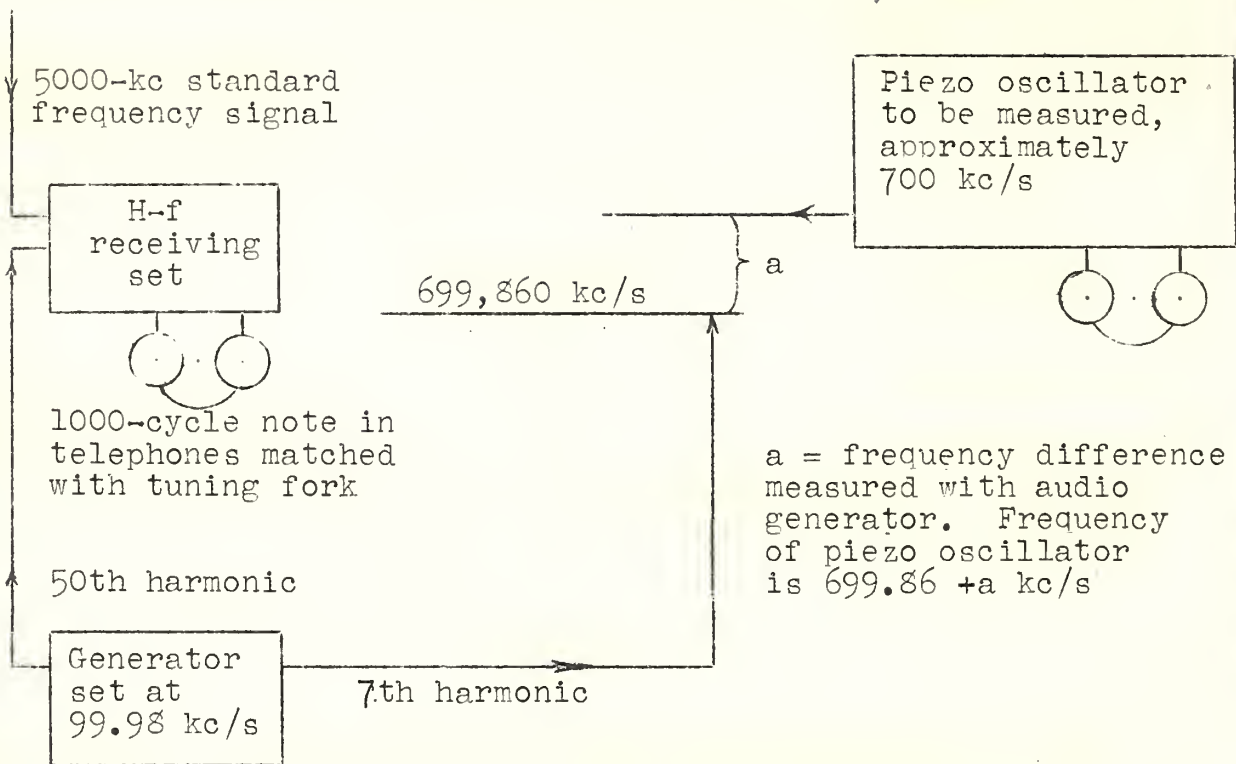 5000-kc standard
frequency signal
Piezo oscillator
to be measured,
approximately
700 kc/s
H-f
receiving
set
a
699,860 kc/s
1000-cycle note in
telephones matched
with tuning fork
a = frequency difference
measured with audio
generator. Frequency
of piezo oscillator
is 699.86 +a kc/s
50th harmonic
Generator
set at
99.98 kc/s
7th harmonic